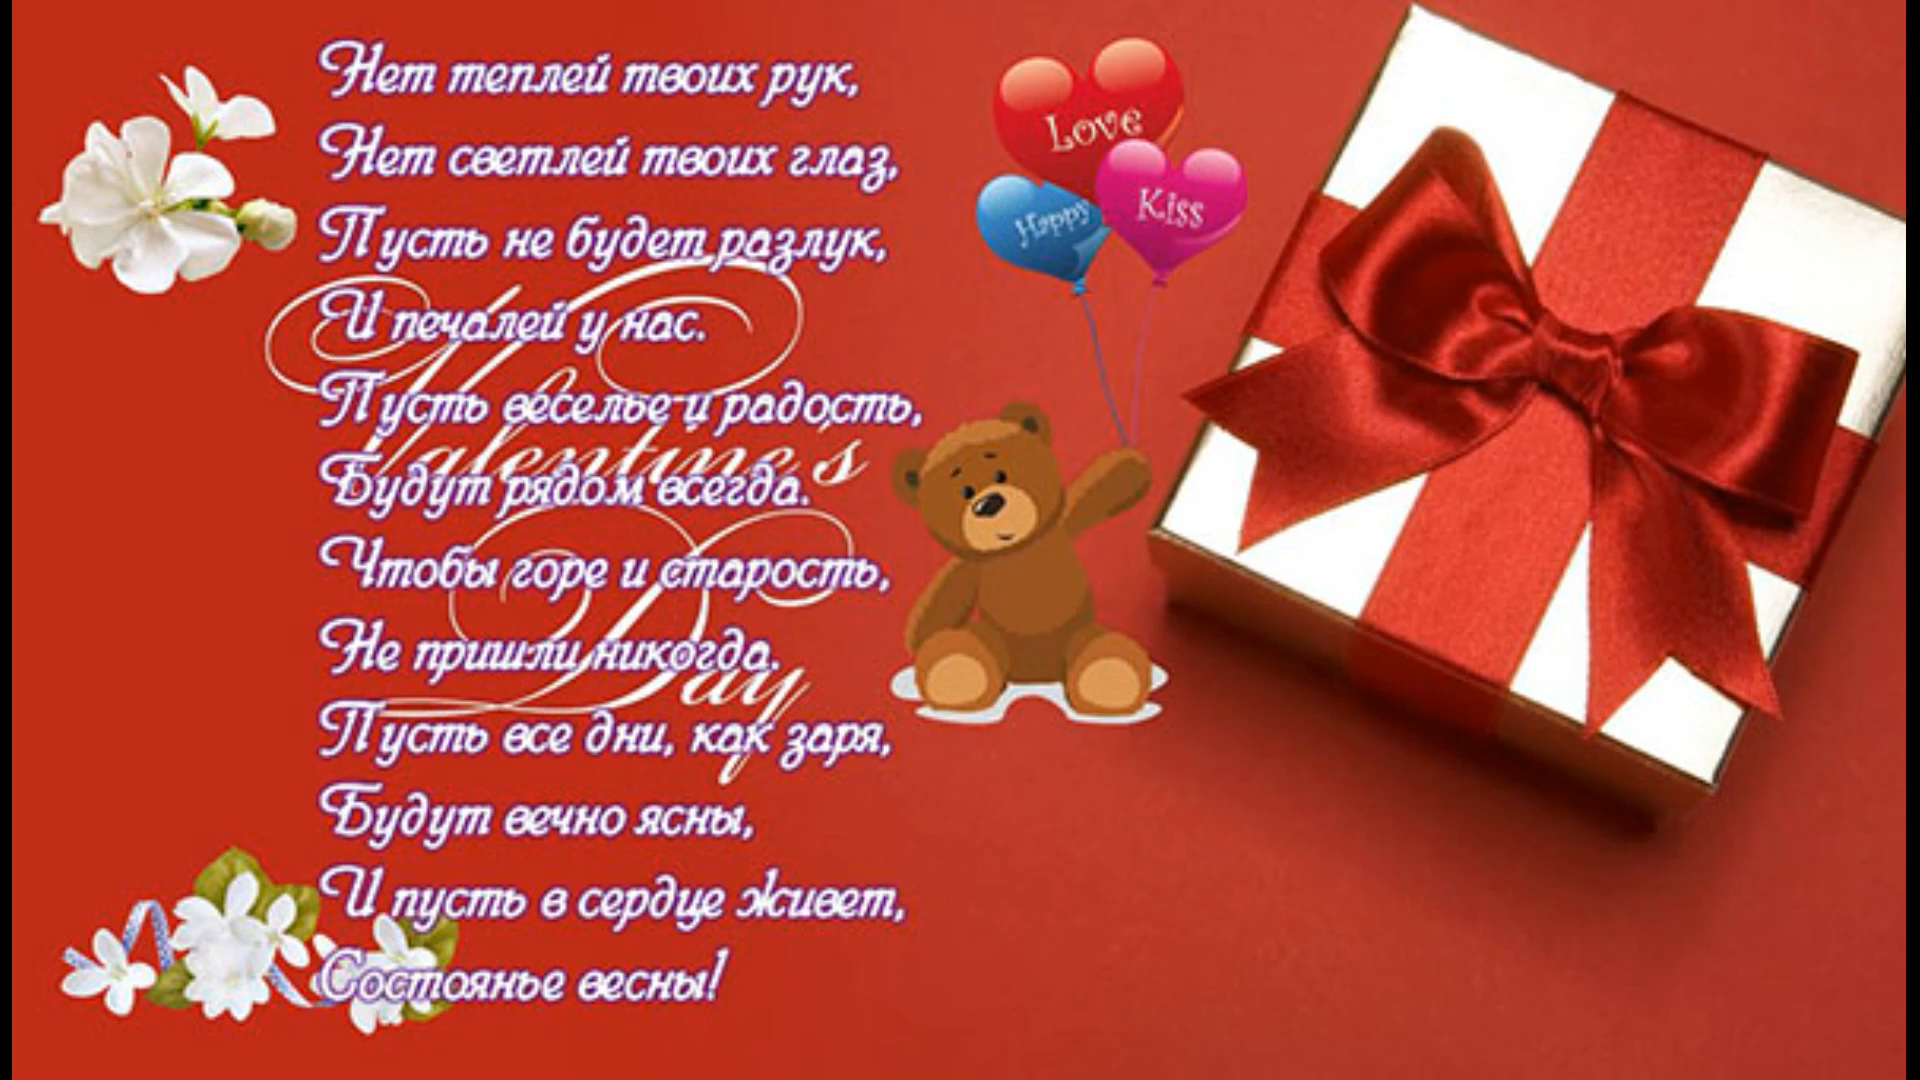 Нет теплей твоих рук,
Нет светлей твоих глаз,
Пусть не будет разлук,
И печалей у нас.
Пусть веселье и радость,
Будут рядом всегда.
Чтобы горе и старость,
Не пришли никогда.
Пусть все дни, как заря,
Будут вечно ясны,
И пусть в сердце живет,
Состоянье весны!
Valentine's
Day
Love
Happy
Kiss